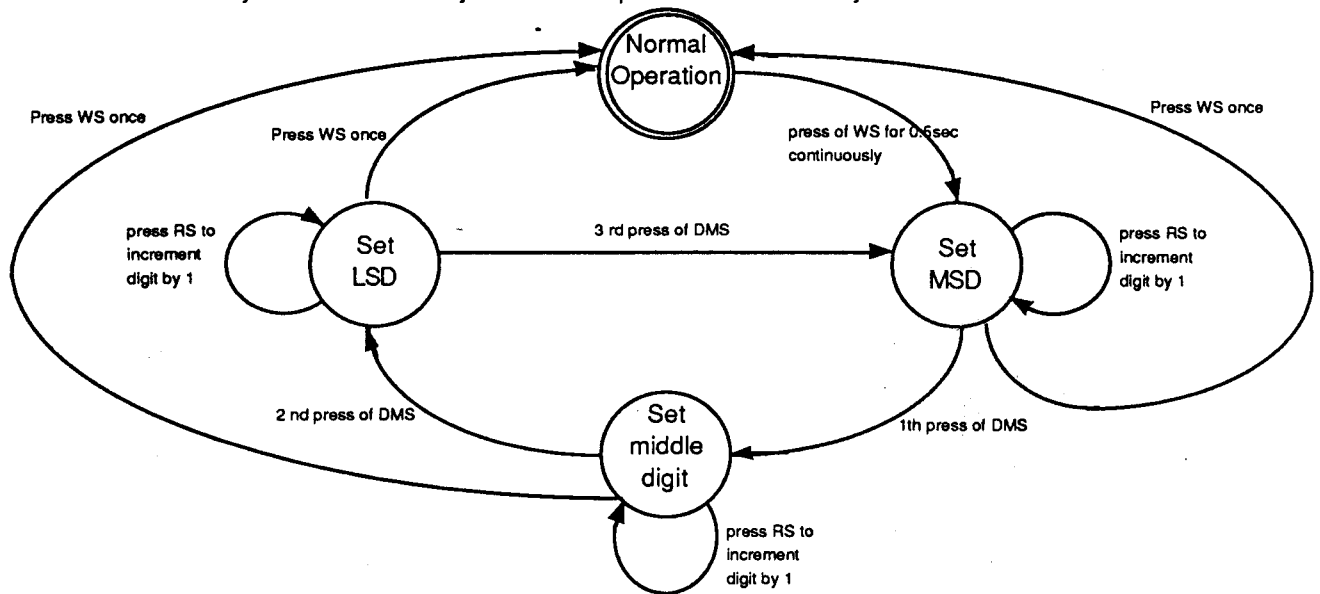 Normal
Operation
Press WS once
Press WS once
Press WS once
press of WS for 0.5sec
continuously
press RS to
increment
digit by 1
Set
LSD
3 rd press of DMS
Set
MSD
press RS to
increment
digit by 1
2 nd press of DMS
Set
middle
digit
1th press of DMS
press RS to
increment
digit by 1